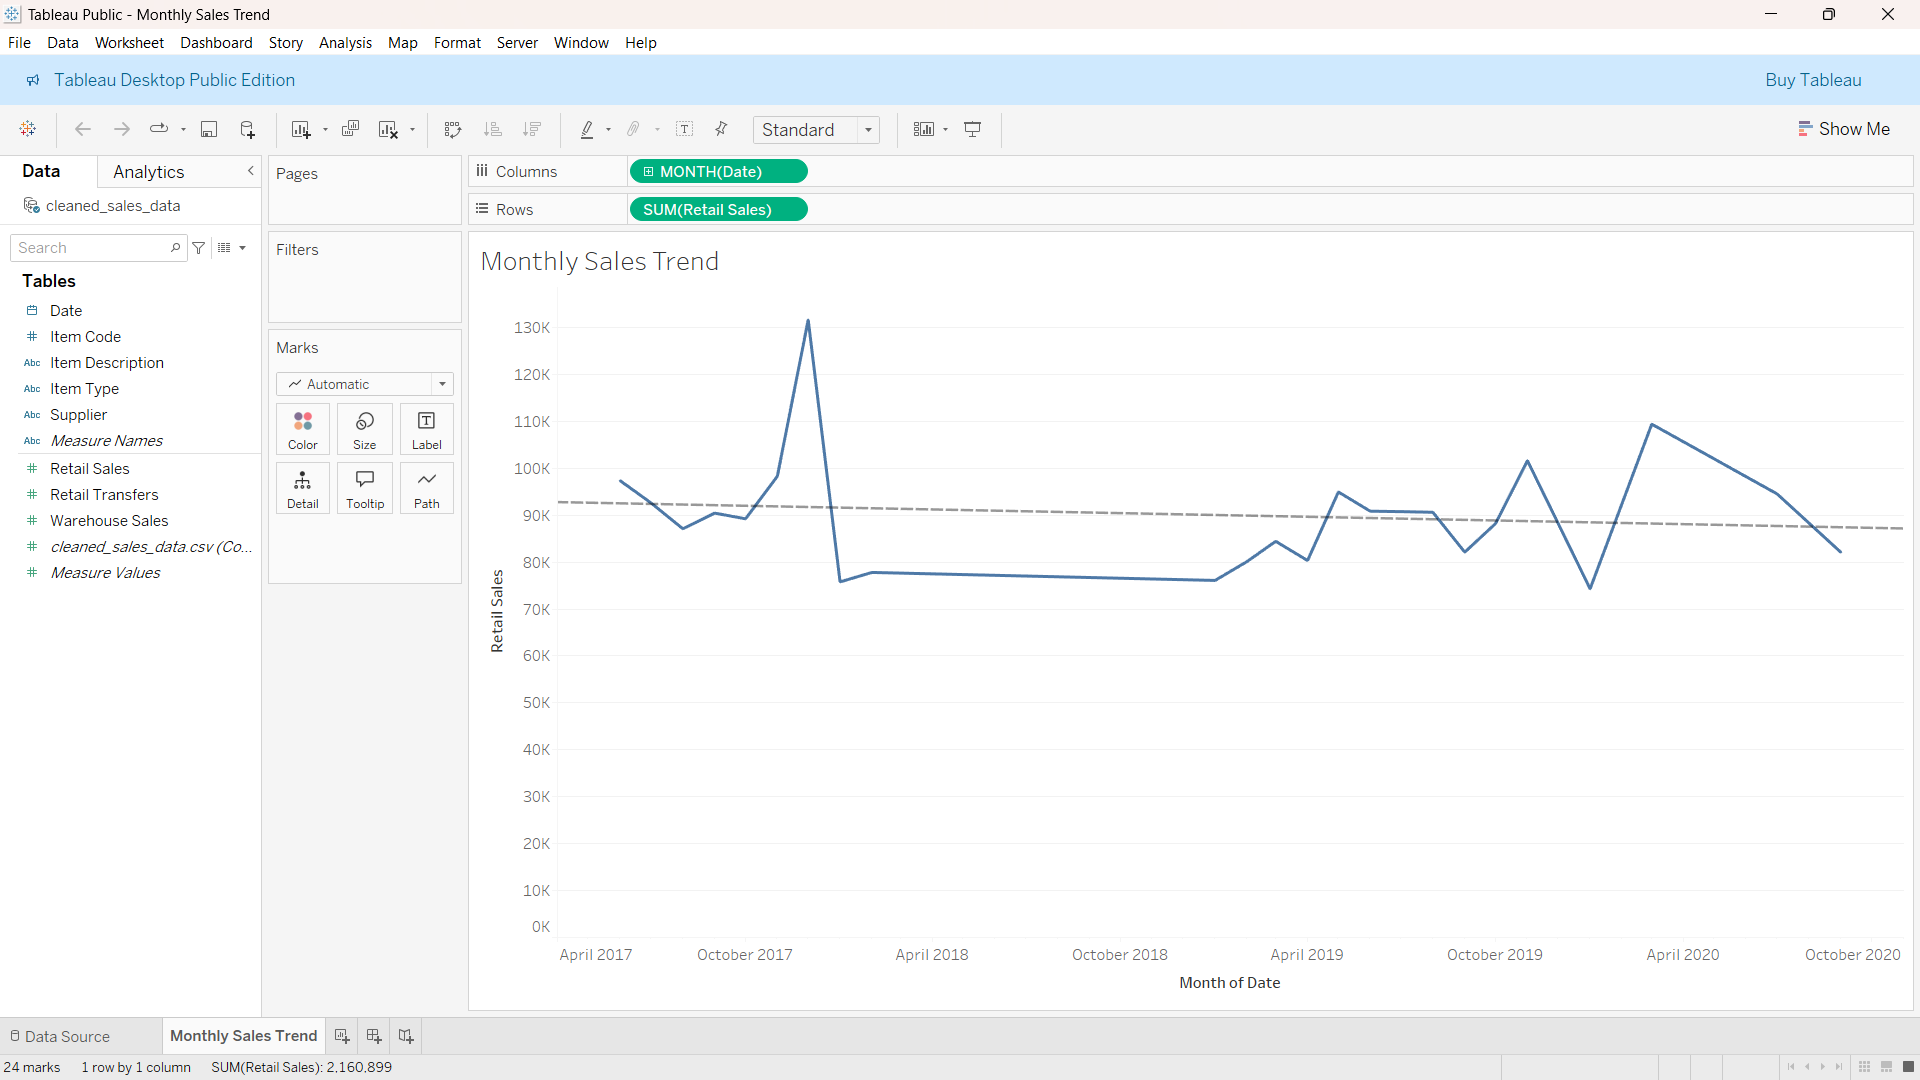 Tableau Public - Monthly Sales Trend
File Data Worksheet Dashboard Story Analysis Map Format Server Window Help
Tableau Desktop Public Edition
Buy Tableau
Standard
Show Me
Data
Analytics
cleaned_sales_data
Search
Tables
Date
Item Code
Abc Item Description
Abc Item Type
Abc Supplier
Abc Measure Names
Retail Sales
Retail Transfers
Warehouse Sales
cleaned_sales_data.csv (Co...
Measure Values
Pages
Filters
Marks
Automatic
Color Size Label
Detail Tooltip Path
Columns
MONTH(Date)
Rows
SUM(Retail Sales)
Monthly Sales Trend
130K
120K
110K
100K
90K
80K
70K
60K
50K
40K
30K
20K
10K
0K
Retail Sales
April 2017 October 2017 April 2018 October 2018 April 2019 October 2019 April 2020 October 2020
Month of Date
Data Source
Monthly Sales Trend
24 marks 1 row by 1 column SUM(Retail Sales): 2,160,899